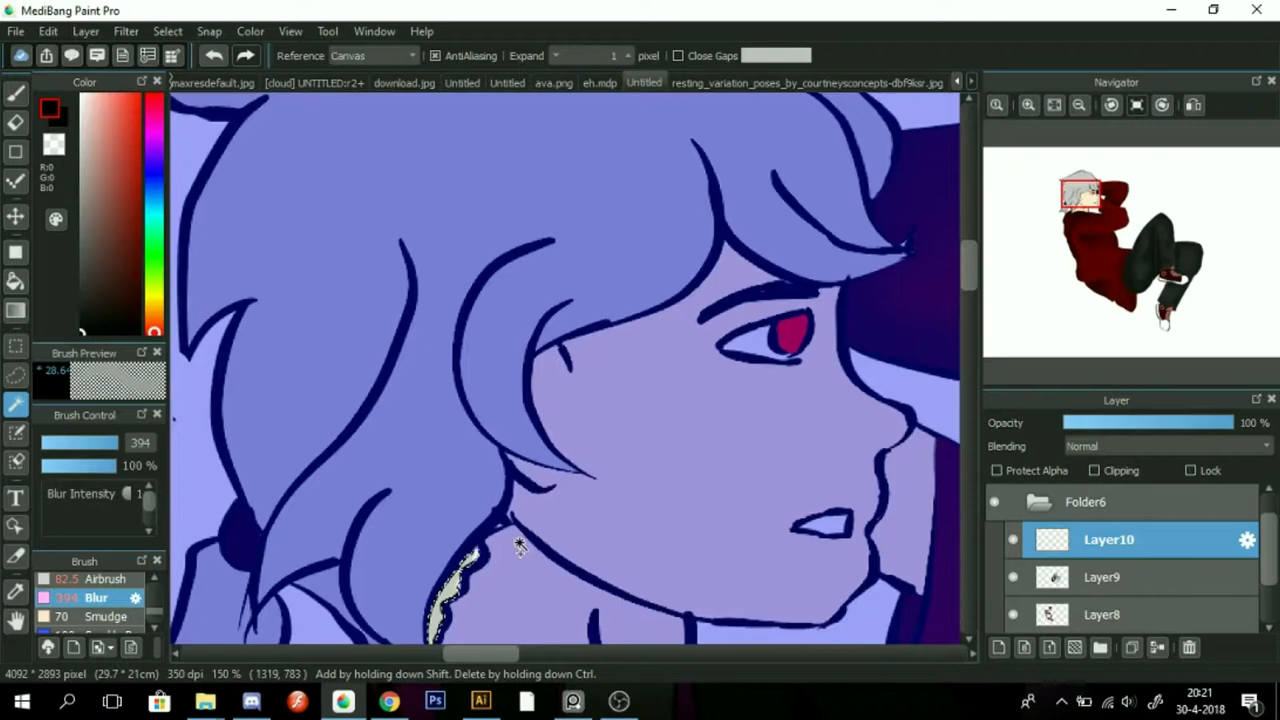 MediBang Paint Pro
File Edit Layer Filter Select Snap Color View Tool Window Help
Reference Canvas AntiAliasing Expand 1 pixel Close Gaps
Color
maxresdefault.jpg [cloud] UNTITLED:r2+ download.jpg Untitled Untitled ava.png eh.mdp Untitled resting_variation_poses_by_courtneysconcepts-dbf9ksr.jpg
Navigator
R:0
G:0
B:0
Brush Preview
* 28.64
Brush Control
394
100 %
Blur Intensity 1
Brush
82.5 Airbrush
394 Blur
70 Smudge
Layer
Opacity 100 %
Blending Normal
Protect Alpha Clipping Lock
Folder6
Layer10
Layer9
Layer8
4092 * 2893 pixel (29.7 * 21cm) 350 dpi 150 % ( 1319, 783 ) Add by holding down Shift. Delete by holding down Ctrl.
20:21
30-4-2018